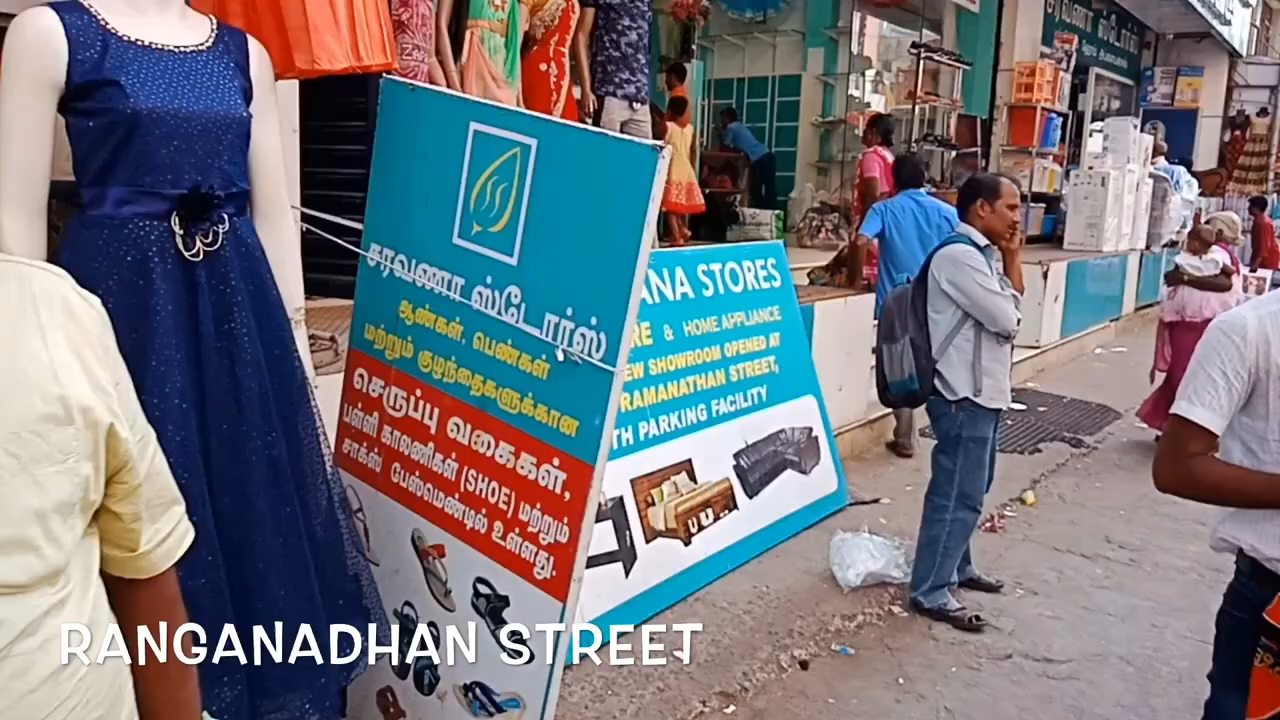 சரவணா ஸ்டோர்ஸ்
ஆண்கள், பெண்கள்
மற்றும் குழந்தைகளுக்கான
செருப்பு வகைகள்,
பள்ளி காலணிகள் (SHOE) மற்றும்
சாக்ஸ் பேஸ்மெண்டில் உள்ளது.
ANA STORES
RE & HOME APPLIANCE
EW SHOWROOM OPENED AT
RAMANATHAN STREET,
TH PARKING FACILITY
சரவணா ஸ்டோர்ஸ்
RANGANADHAN STREET